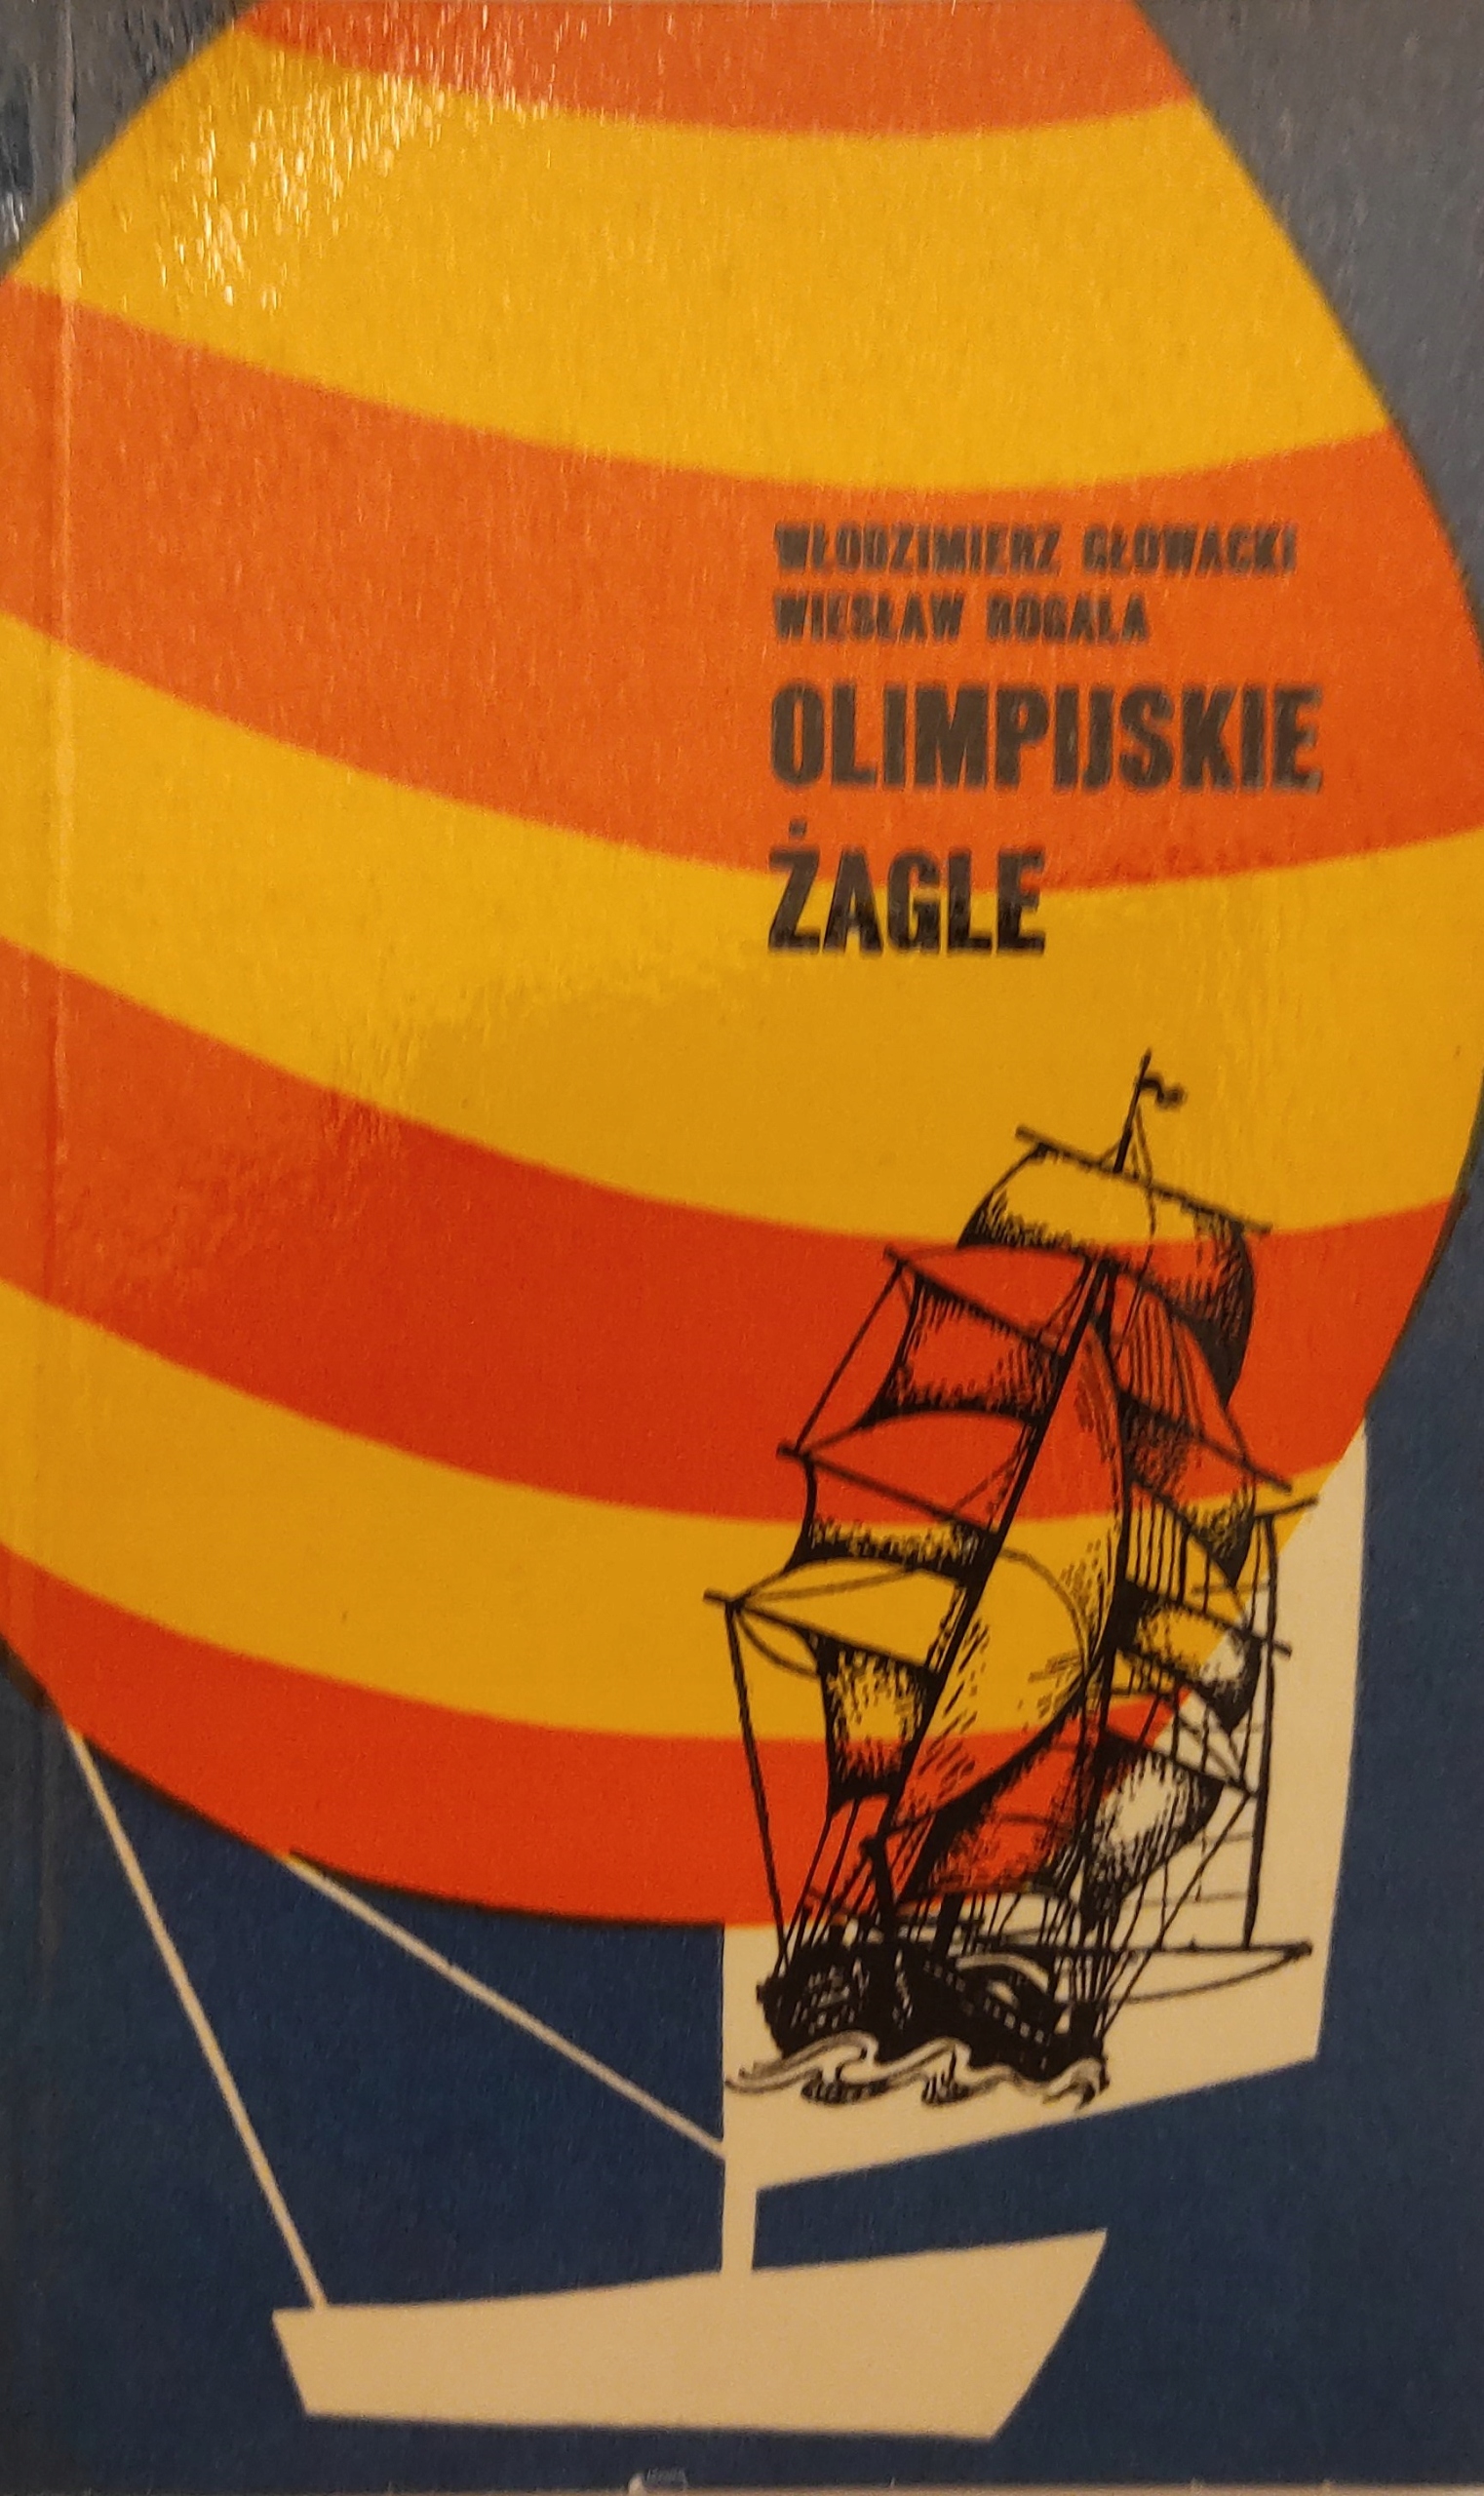 WŁODZIMIERZ GŁOWACKI
WIESŁAW ROGALA
OLIMPIJSKIE
ŻAGLE